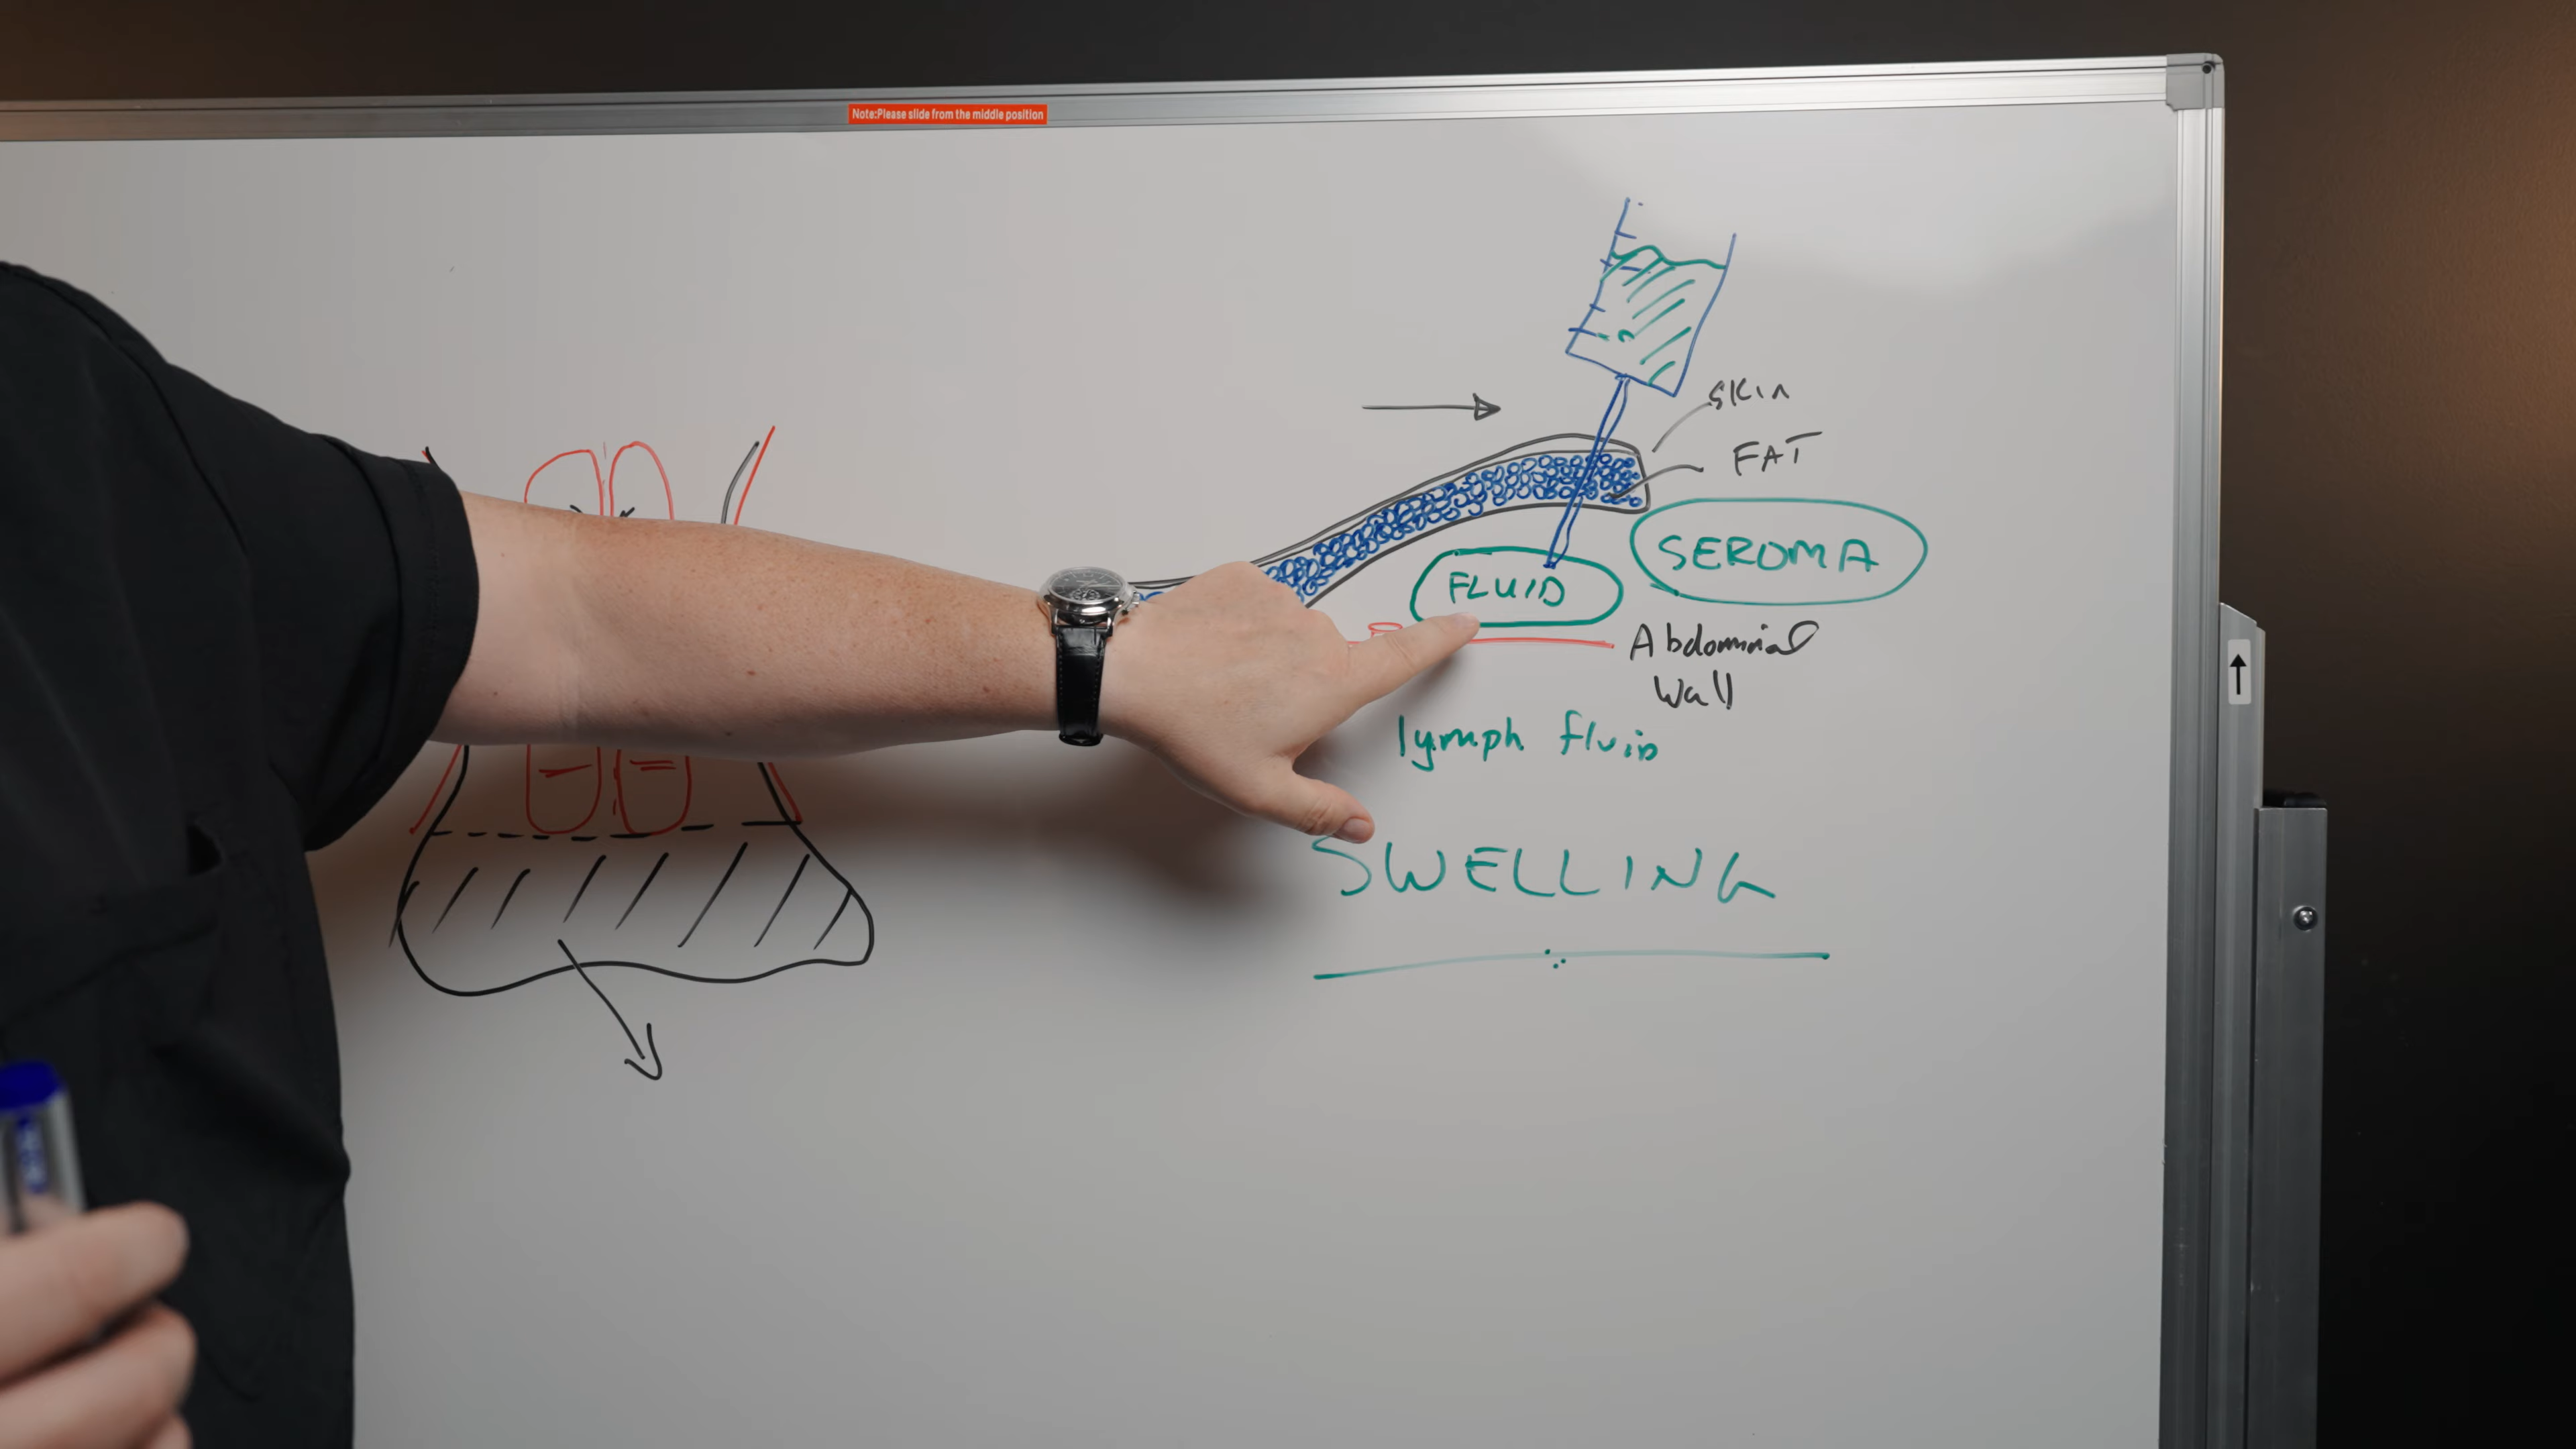 Note:Please slide from the middle position
skin
FAT
SEROMA
FLUID
Abdominal
Wall
lymph fluid
SWELLING